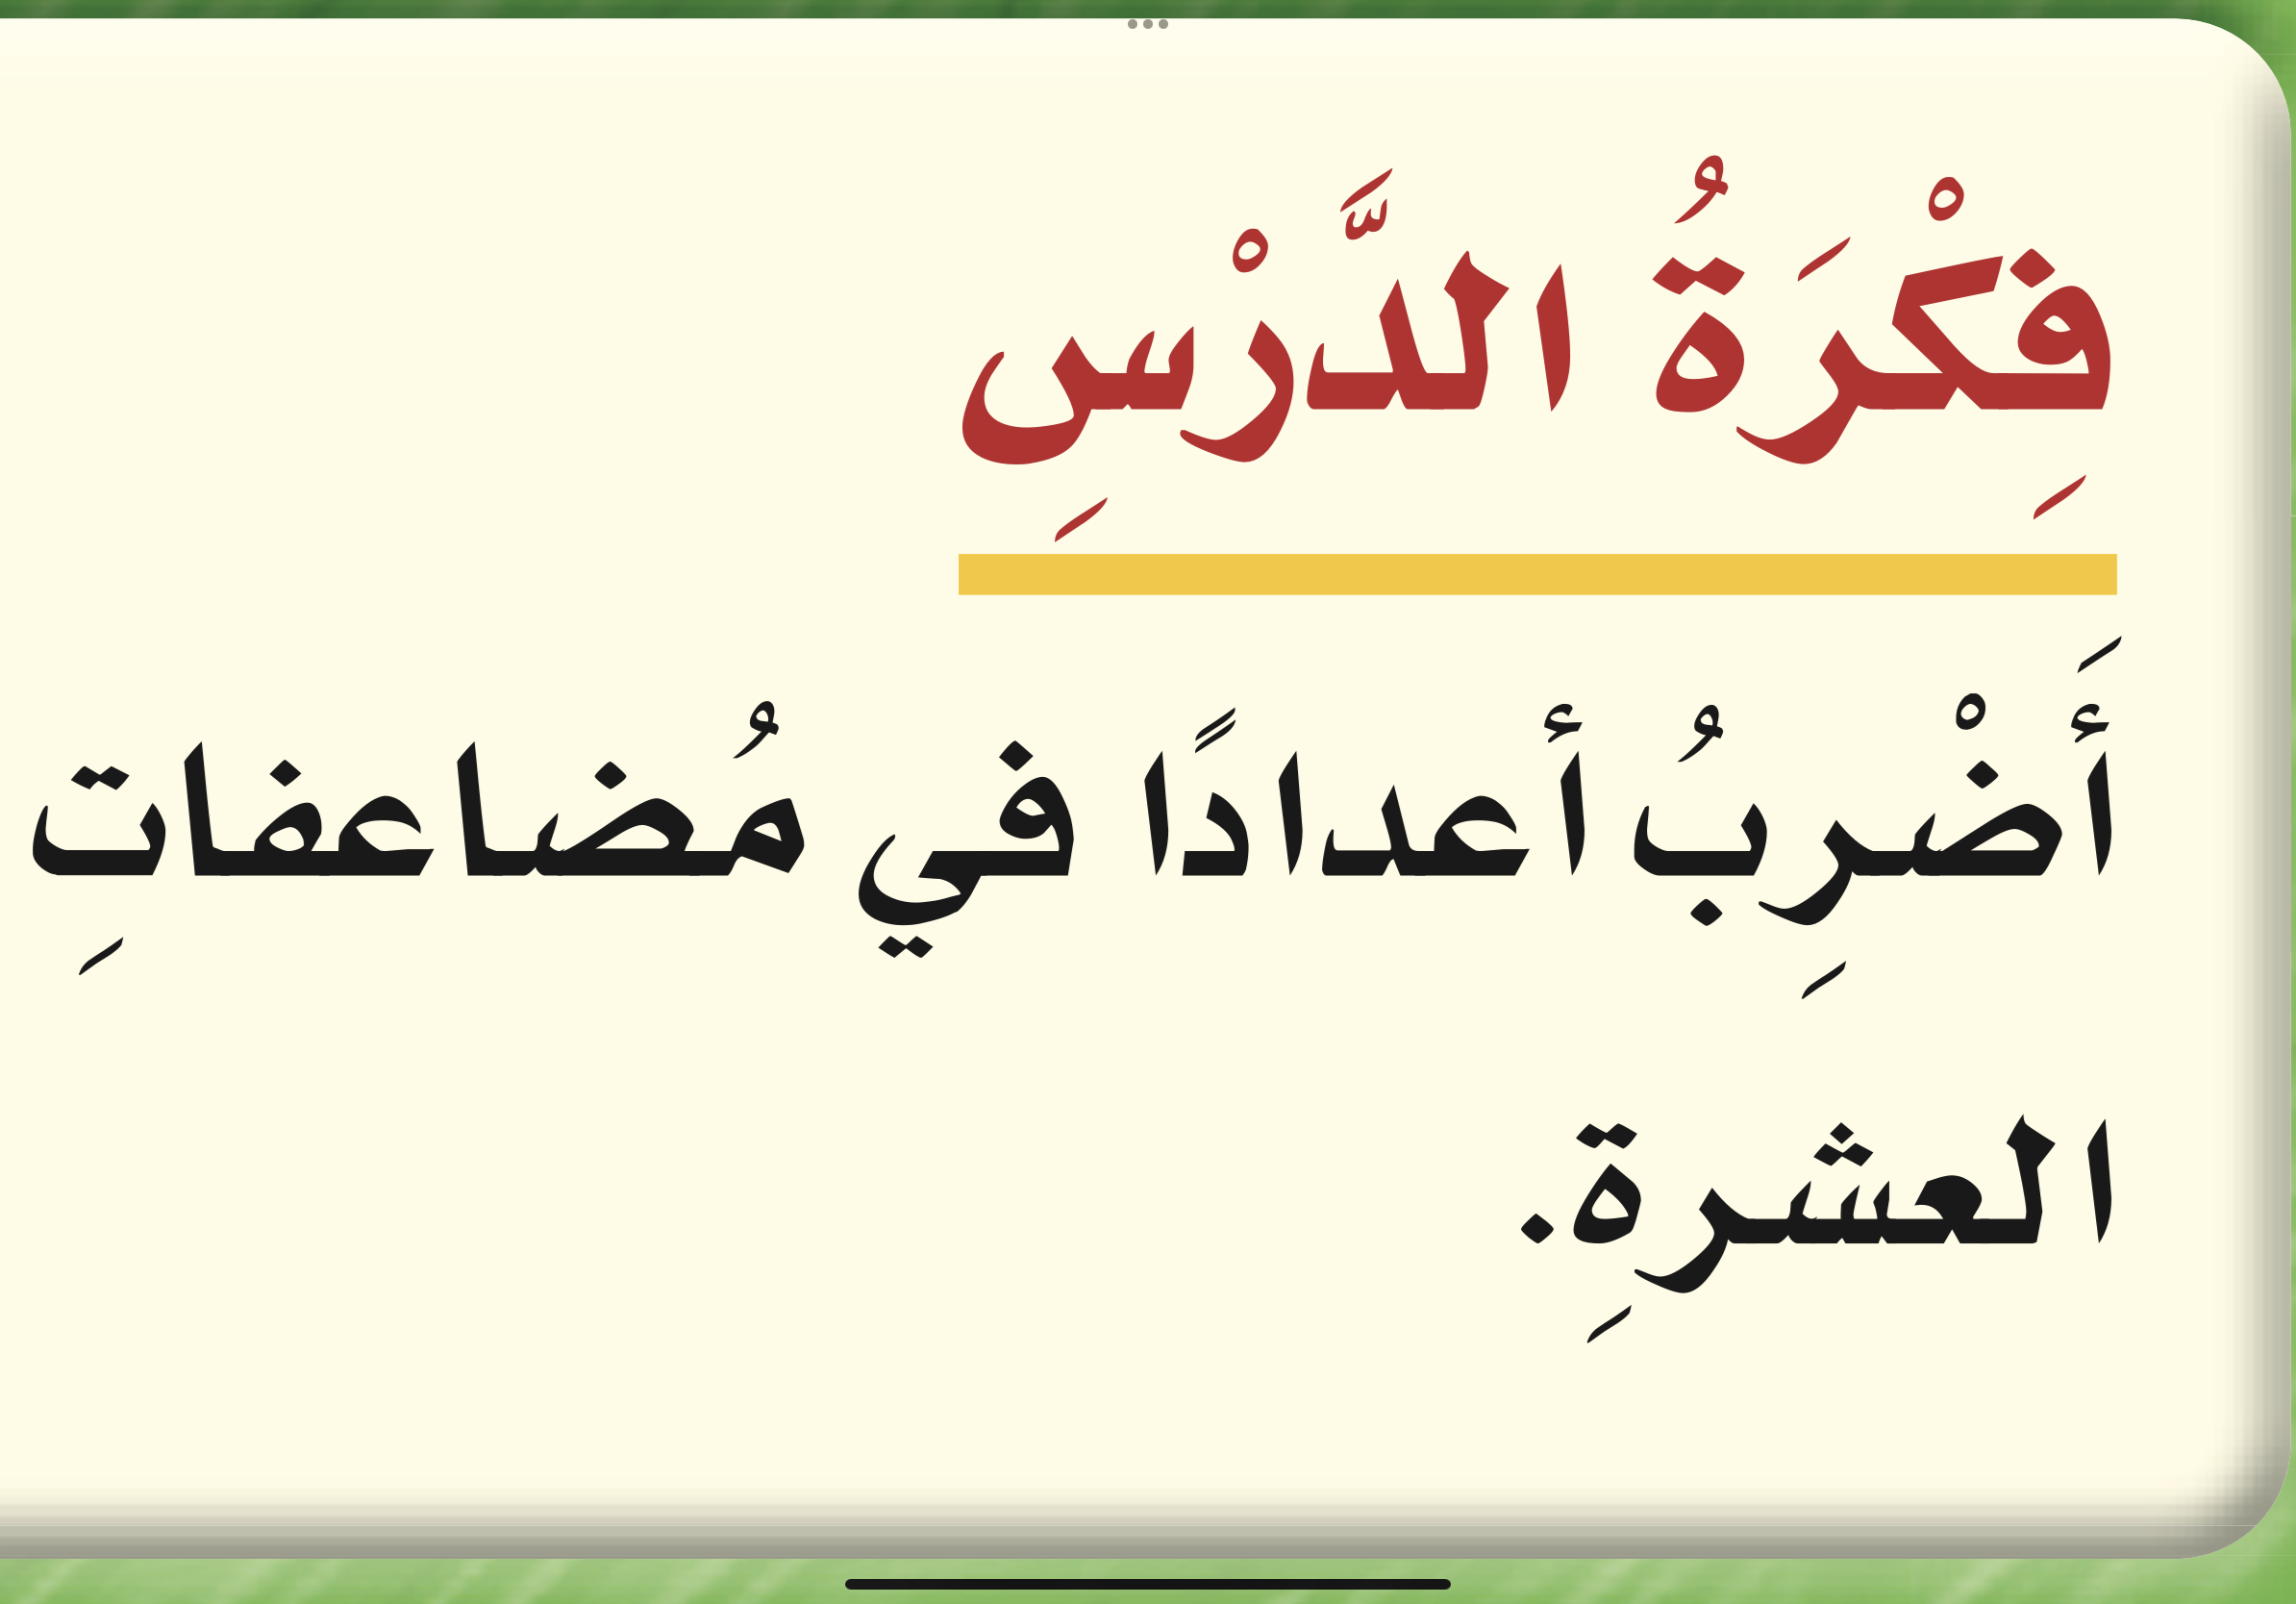 فِكْرَةُ الدَّرْسِ
أَضْرِبُ أعدادًا في مُضاعفاتِ
العشرةِ.